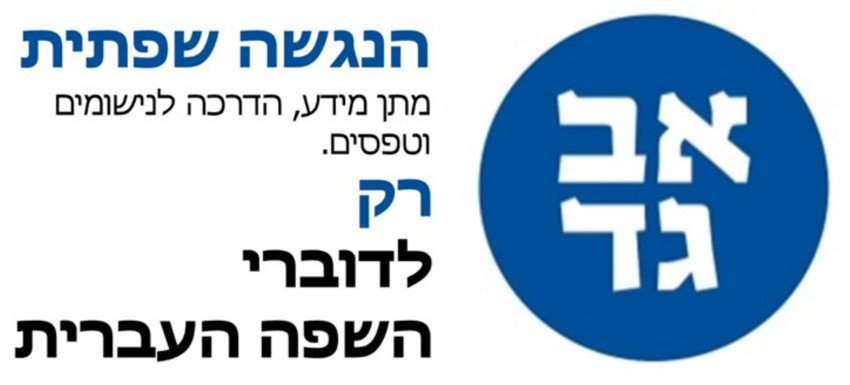 הנגשה שפתית
מתן מידע, הדרכה לנישומים
וטפסים.
רק
לדוברי
השפה העברית
אב
גד